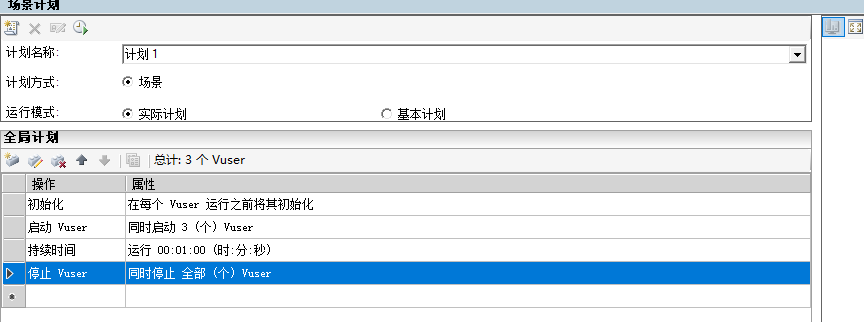 场景计划
计划名称: 计划 1
计划方式: 场景
运行模式: 实际计划 基本计划
全局计划
总计: 3 个 Vuser
操作 属性
初始化 在每个 Vuser 运行之前将其初始化
启动 Vuser 同时启动 3 (个) Vuser
持续时间 运行 00:01:00 (时:分:秒)
停止 Vuser 同时停止 全部 (个) Vuser